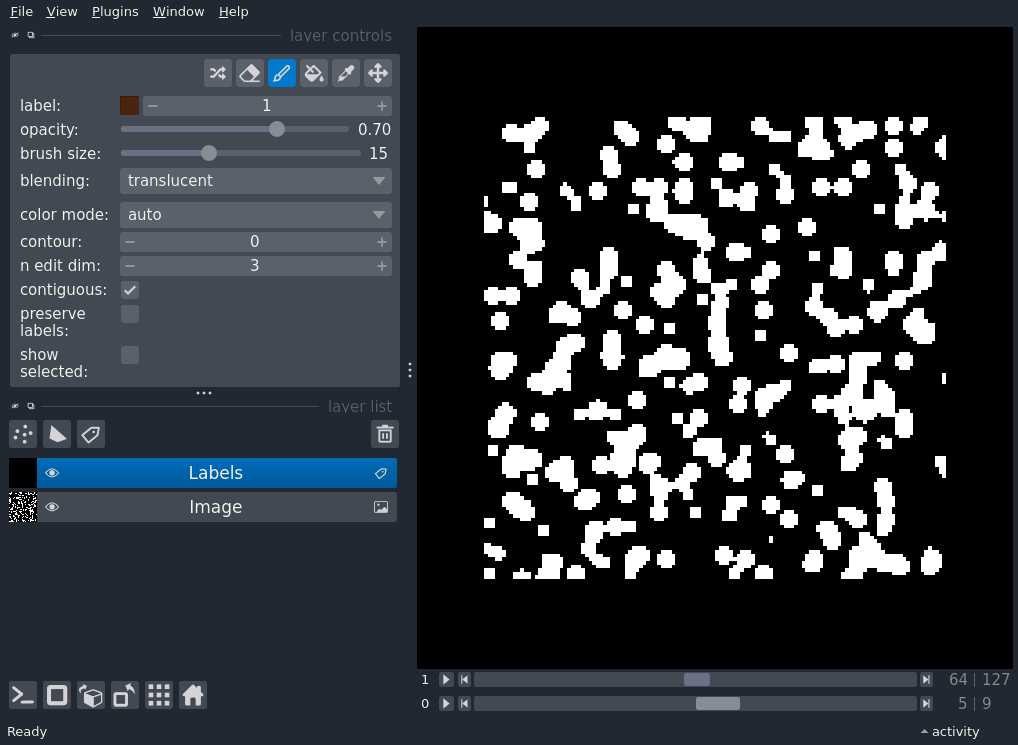 File View Plugins Window Help
layer controls
label: 1
opacity: 0.70
brush size: 15
blending: translucent
color mode: auto
contour: 0
n edit dim: 3
contiguous:
preserve
labels:
show
selected:
layer list
Labels
Image
1 64 | 127
0 5 | 9
Ready activity